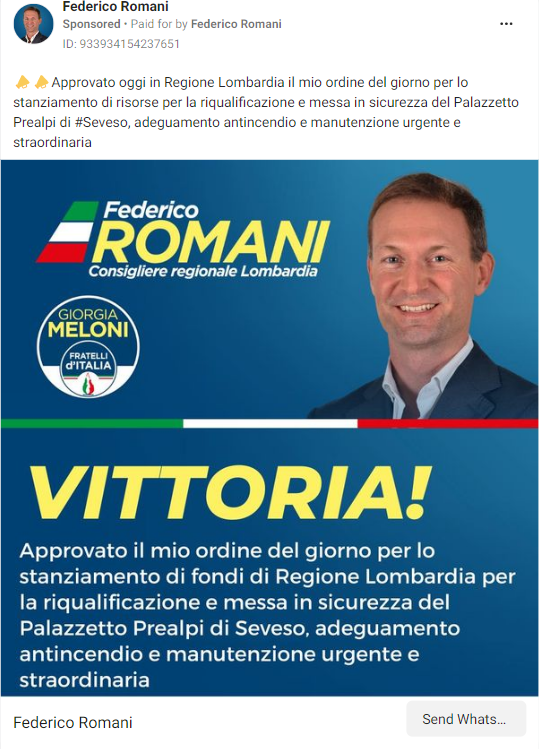 Federico Romani
Sponsored • Paid for by Federico Romani
ID: 933934154237651
Approvato oggi in Regione Lombardia il mio ordine del giorno per lo
stanziamento di risorse per la riqualificazione e messa in sicurezza del Palazzetto
Prealpi di #Seveso, adeguamento antincendio e manutenzione urgente e
straordinaria
Federico
ROMANI
Consigliere regionale Lombardia
GIORGIA
MELONI
FRATELLI
d'ITALIA
VITTORIA!
Approvato il mio ordine del giorno per lo
stanziamento di fondi di Regione Lombardia per
la riqualificazione e messa in sicurezza del
Palazzetto Prealpi di Seveso, adeguamento
antincendio e manutenzione urgente e
straordinaria
Federico Romani
Send Whats...